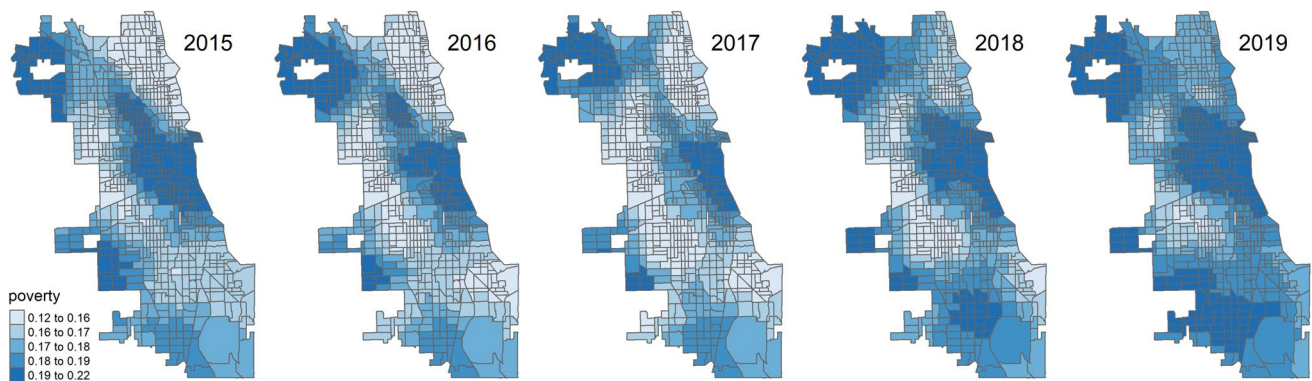 2015
2016
2017
2018
2019
poverty
0.12 to 0.16
0.16 to 0.17
0.17 to 0.18
0.18 to 0.19
0.19 to 0.22